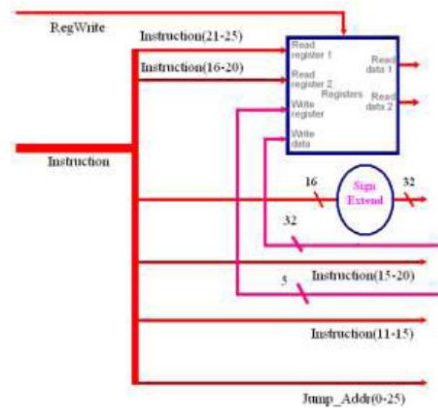 RegWrite
Instruction(21-25)
Instruction(16-20)
Read
register 1
Read
data 1
Read
register 2
Registers
Read
data 2
Write
register
Write
data
Instruction
16
Sign
Extend
32
32
Instruction(15-20)
5
Instruction(11-15)
Jump_Addr(0-25)